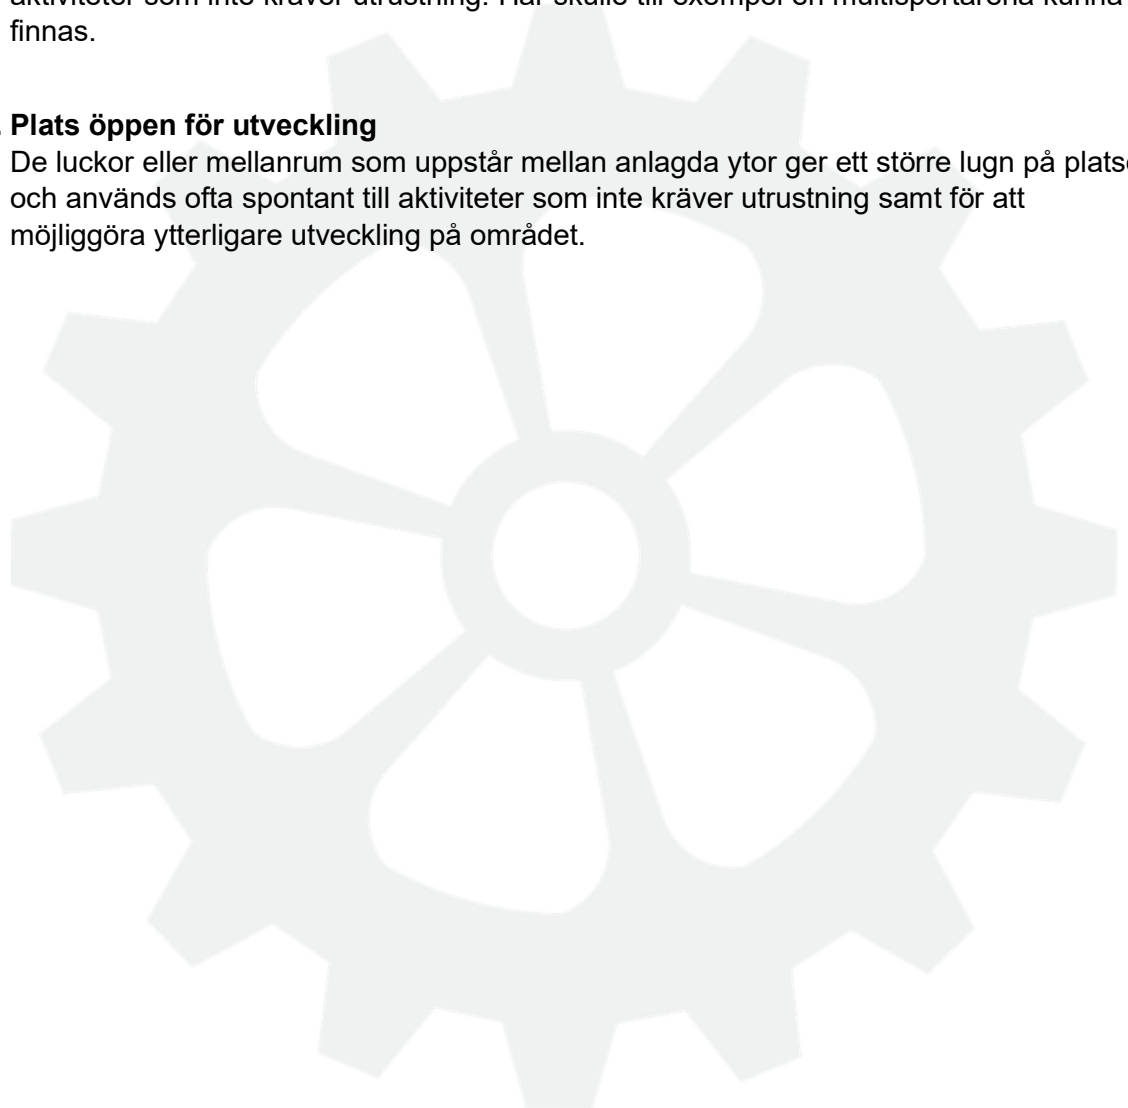 aktiviteter som inte kräver utrustning. Här skulle till exempel en multisportarena kunna
finnas.
. Plats öppen för utveckling
De luckor eller mellanrum som uppstår mellan anlagda ytor ger ett större lugn på
och används ofta spontant till aktiviteter som inte kräver utrustning samt för att
möjliggöra ytterligare utveckling på området.